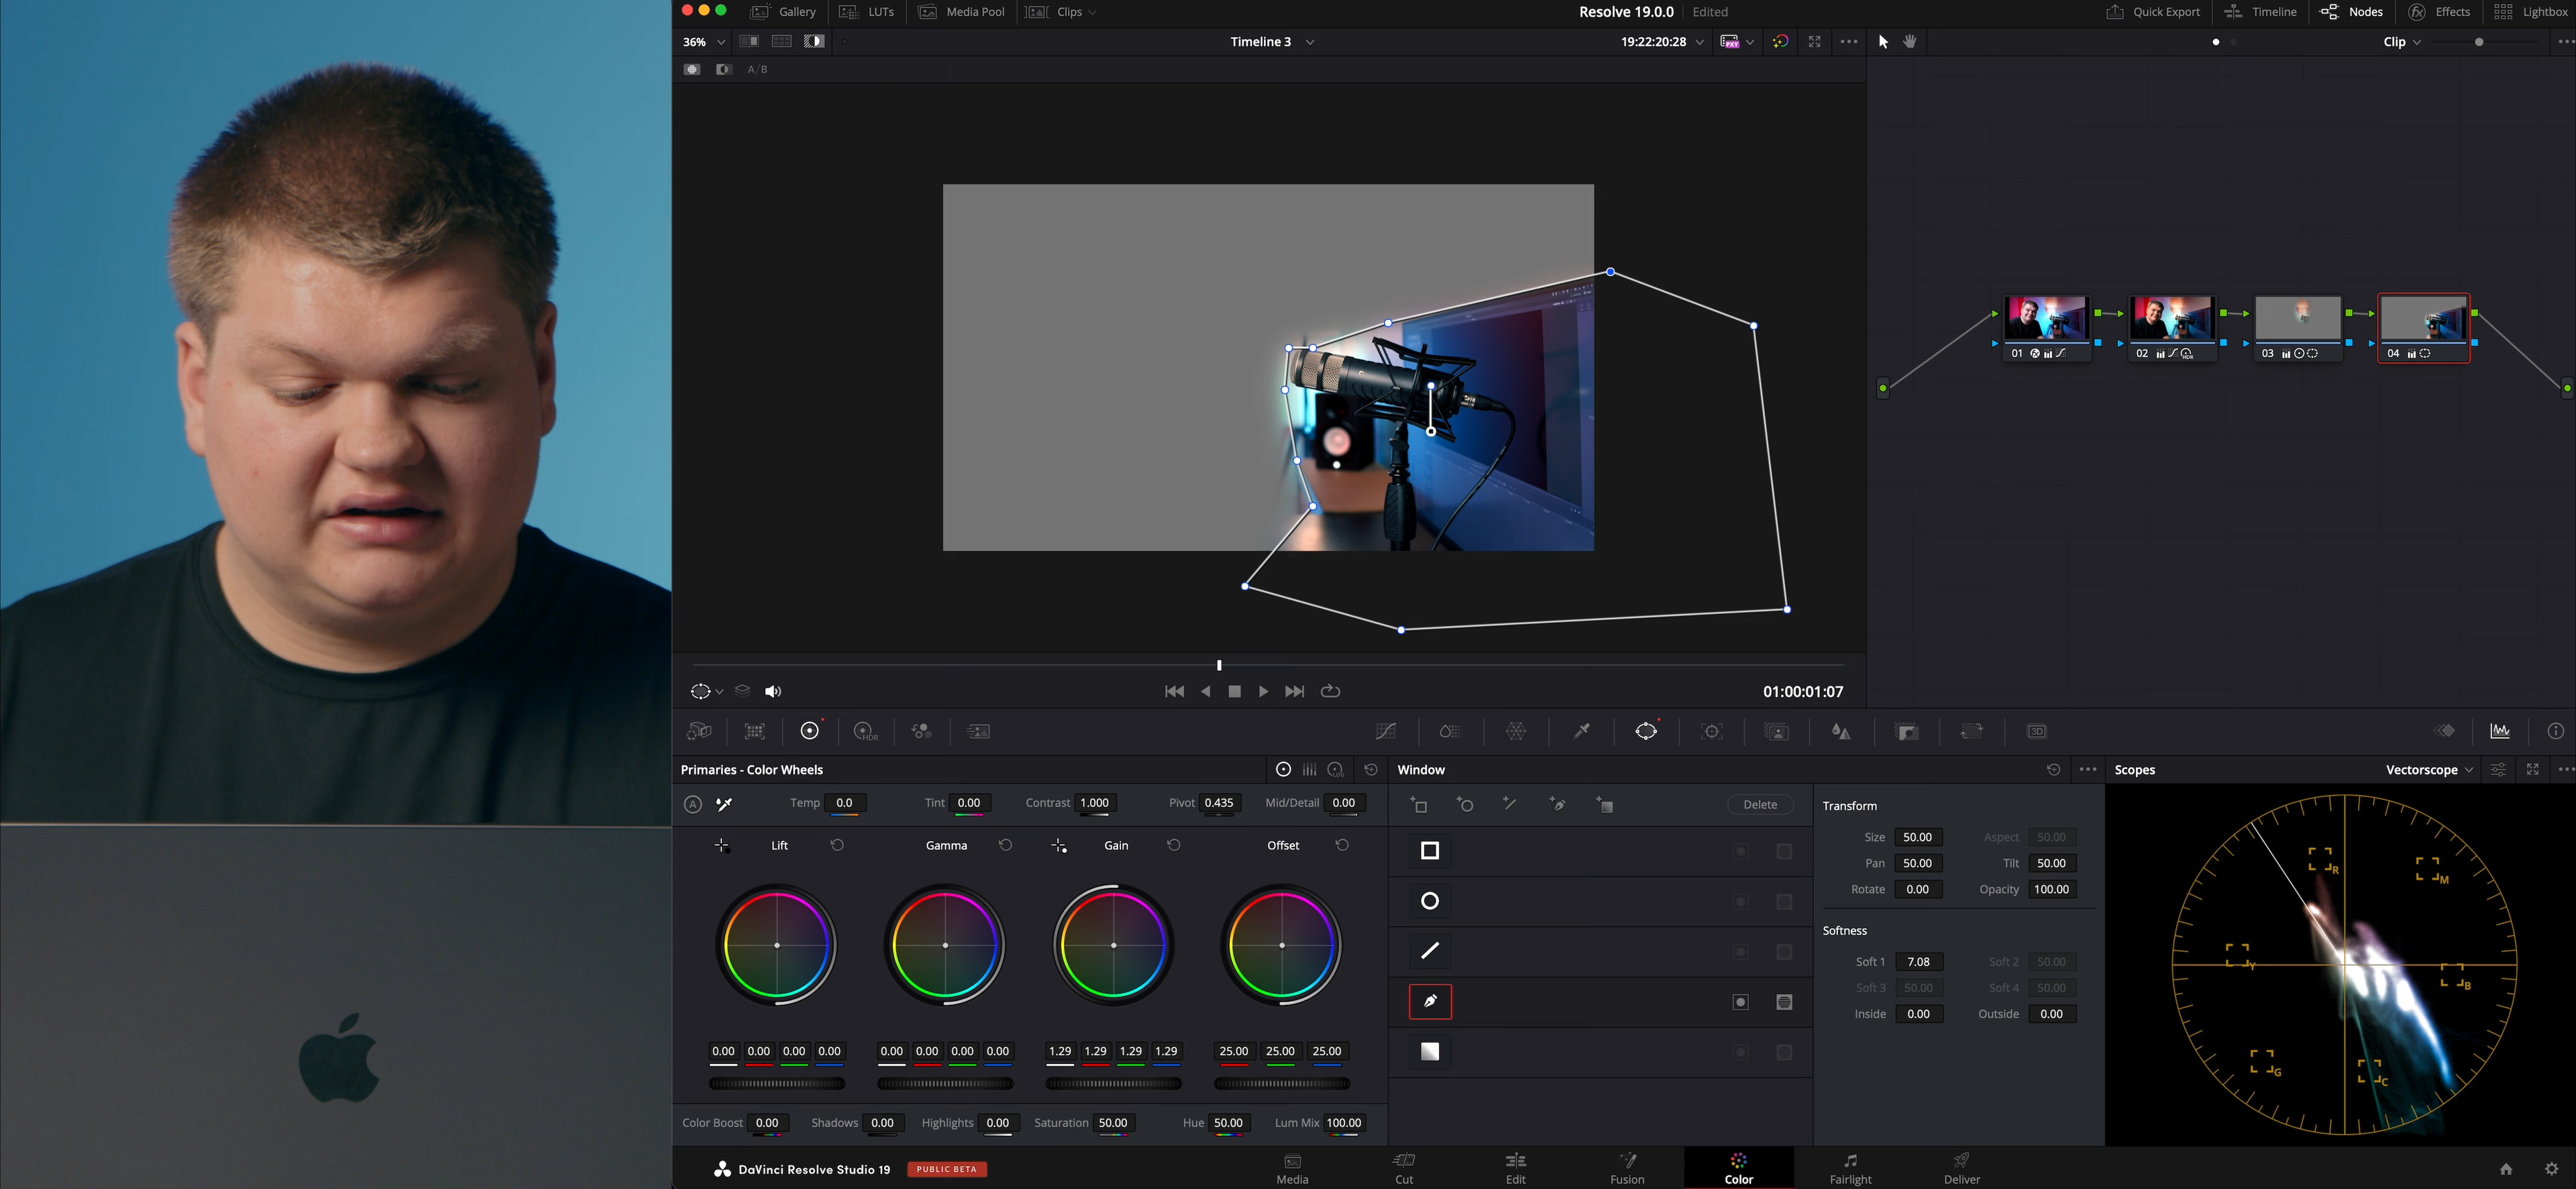 Gallery LUTs Media Pool Clips Resolve 19.0.0 Edited Quick Export Timeline Nodes Effects Lightbox
36% Timeline 3 19:22:20:28 PXY Clip
A/B
01 02 HDR 03 04
01:00:01:07
HDR 3D
Primaries - Color Wheels LOG Window Scopes Vectorscope
A Temp 0.0 Tint 0.00 Contrast 1.000 Pivot 0.435 Mid/Detail 0.00 Delete Transform
Lift Gamma Gain Offset Size 50.00 Aspect 50.00
Pan 50.00 Tilt 50.00
Rotate 0.00 Opacity 100.00
Softness
Soft 1 7.08 Soft 2 50.00
Soft 3 50.00 Soft 4 50.00
Inside 0.00 Outside 0.00
R M Y B G C
0.00 0.00 0.00 0.00 0.00 0.00 0.00 0.00 1.29 1.29 1.29 1.29 25.00 25.00 25.00
Color Boost 0.00 Shadows 0.00 Highlights 0.00 Saturation 50.00 Hue 50.00 Lum Mix 100.00
DaVinci Resolve Studio 19 PUBLIC BETA Media Cut Edit Fusion Color Fairlight Deliver